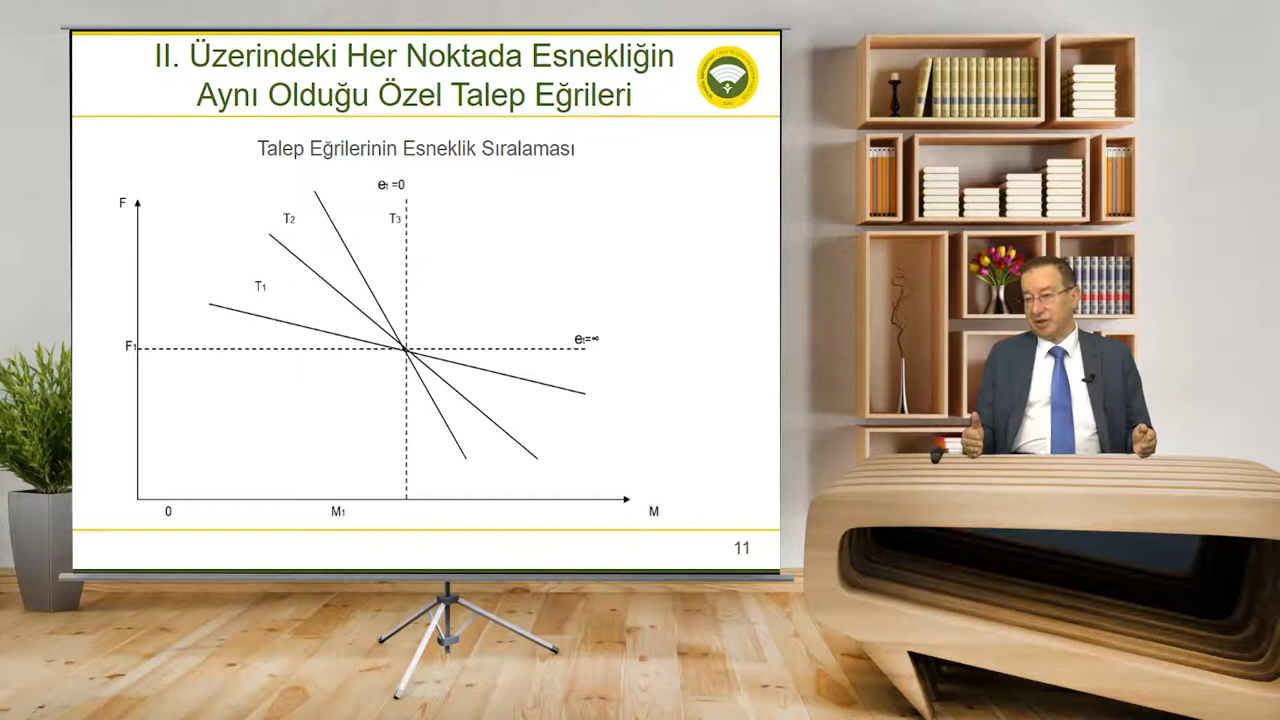 II. Üzerindeki Her Noktada Esnekliğin
Aynı Olduğu Özel Talep Eğrileri
Talep Eğrilerinin Esneklik Sıralaması
et =0
F
T2
T3
T1
F1
et=∞
0
M1
M
11